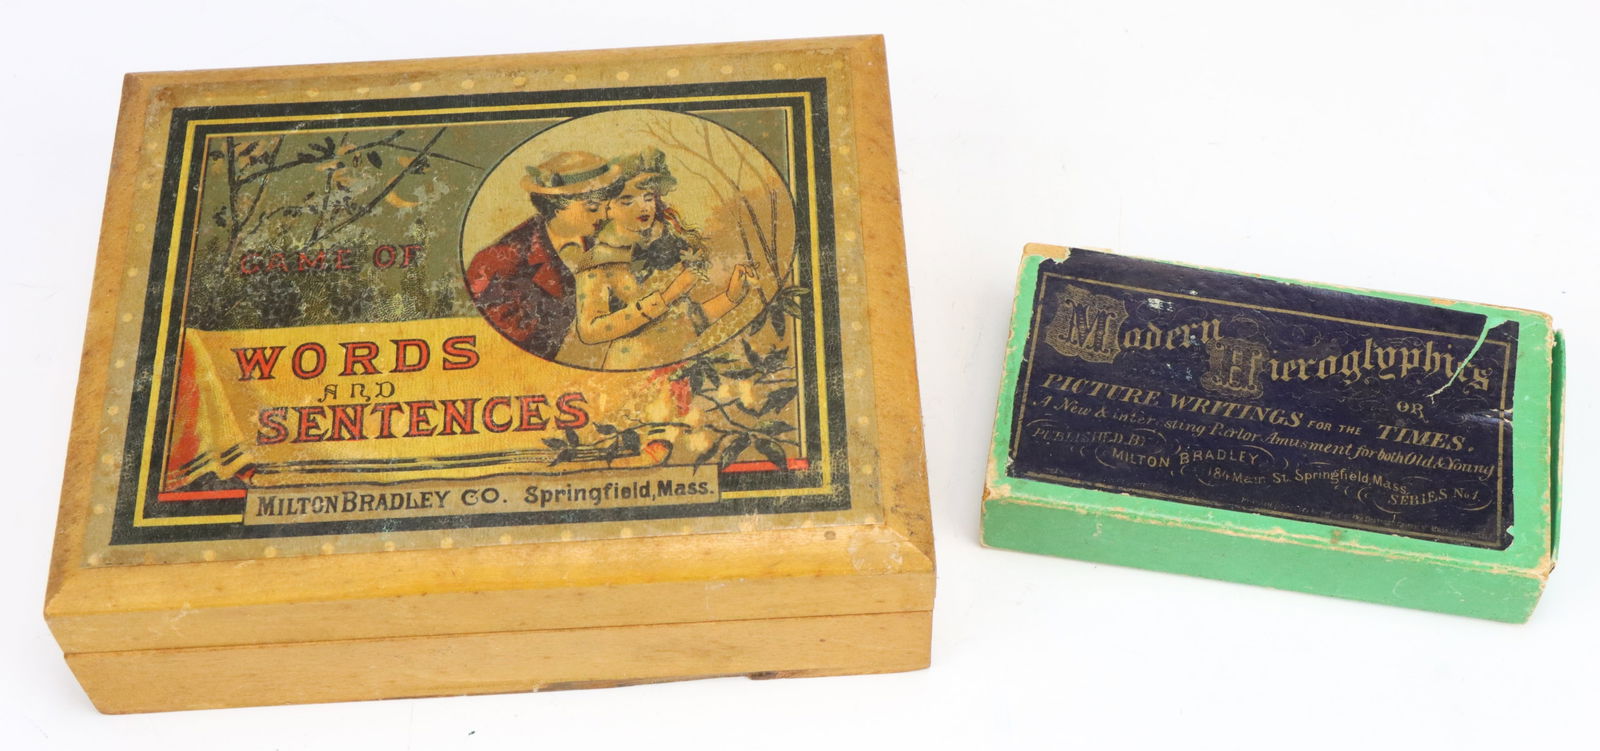 GAME OF
WORDS
AND
SENTENCES
MILTON BRADLEY CO. Springfield, Mass.
Modern
Hieroglyphics
OR
PICTURE WRITINGS FOR THE TIMES.
A New & interesting Parlor Amusment for both Old & Young
PUBLISHED BY
MILTON BRADLEY
184 Main St. Springfield, Mass.
SERIES No. 1.